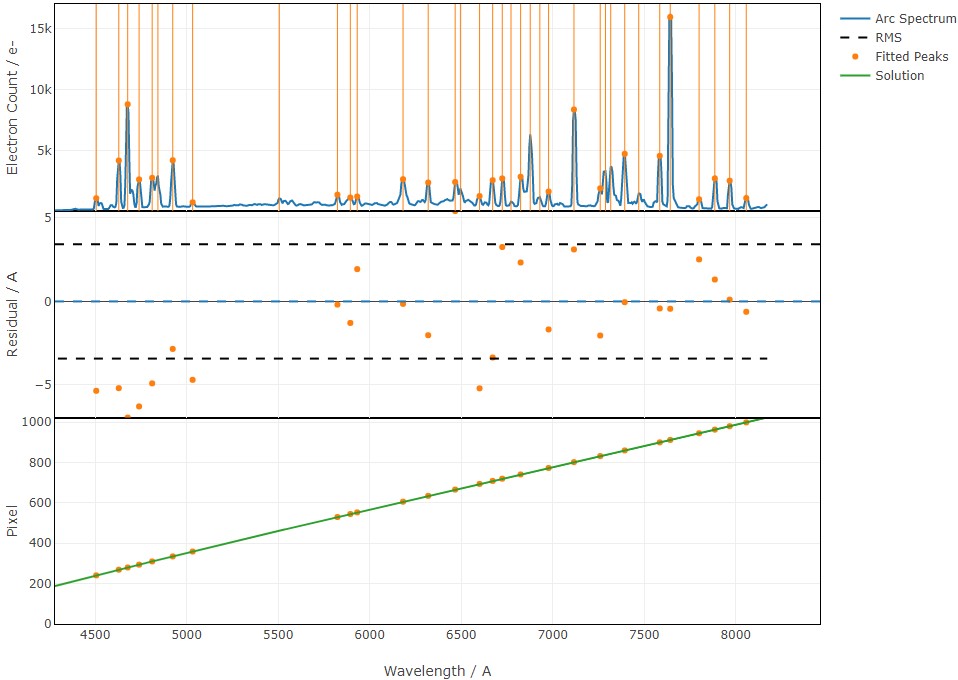 15k
10k
5k
Electron Count / e-
5
0
−5
Residual / A
1000
800
600
400
200
0
Pixel
4500 5000 5500 6000 6500 7000 7500 8000
Wavelength / A
Arc Spectrum
RMS
Fitted Peaks
Solution